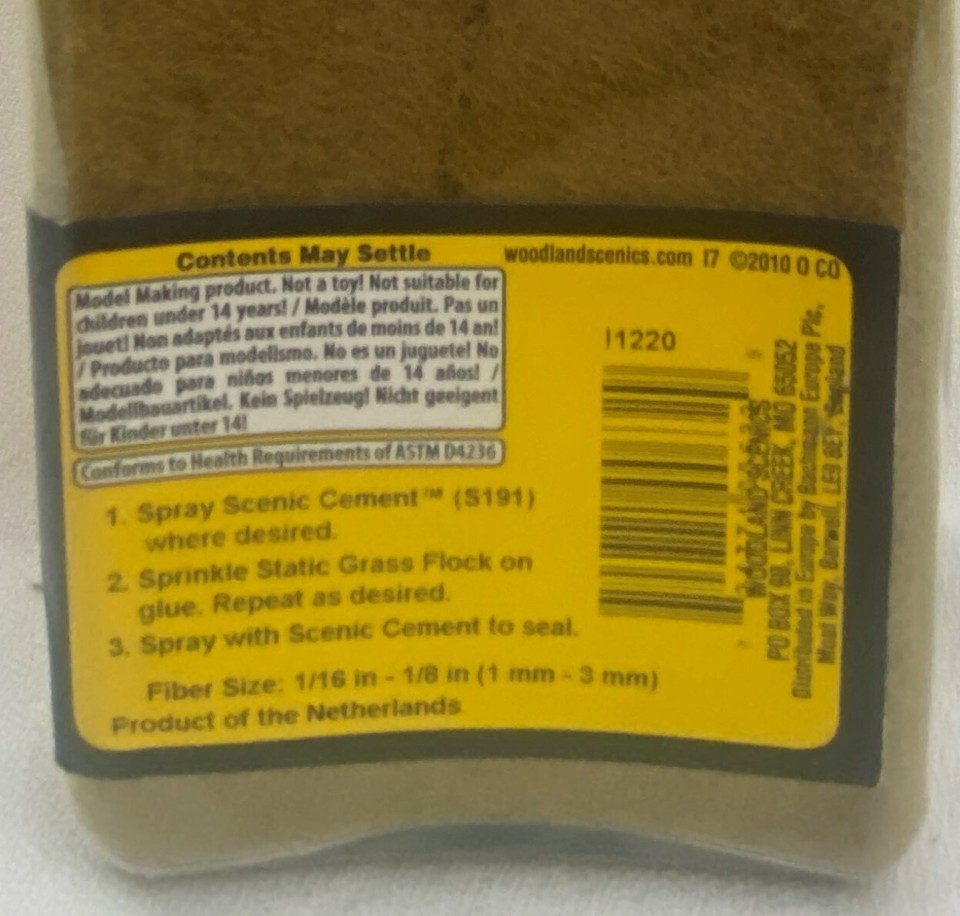 Contents May Settle
woodlandscenics.com I7 ©2010 O CO
Model Making product. Not a toy! Not suitable for
children under 14 years! / Modèle produit. Pas un
jouet! Non adaptés aux enfants de moins de 14 an!
/ Producto para modelismo. No es un juguete! No
adecuado para niños menores de 14 años! /
Modellbauartikel. Kein Spielzeug! Nicht geeigent
für Kinder unter 14!
Conforms to Health Requirements of ASTM D4236
1. Spray Scenic Cement™ (S191)
where desired.
2. Sprinkle Static Grass Flock on
glue. Repeat as desired.
3. Spray with Scenic Cement to seal.
Fiber Size: 1/16 in - 1/8 in (1 mm - 3 mm)
Product of the Netherlands
I1220
WOODLAND SCENICS
PO BOX 98, LINN CREEK, MO 65052
Distributed in Europe by Bachmann Europe Plc,
Moat Way, Barwell, LE9 8EY, England